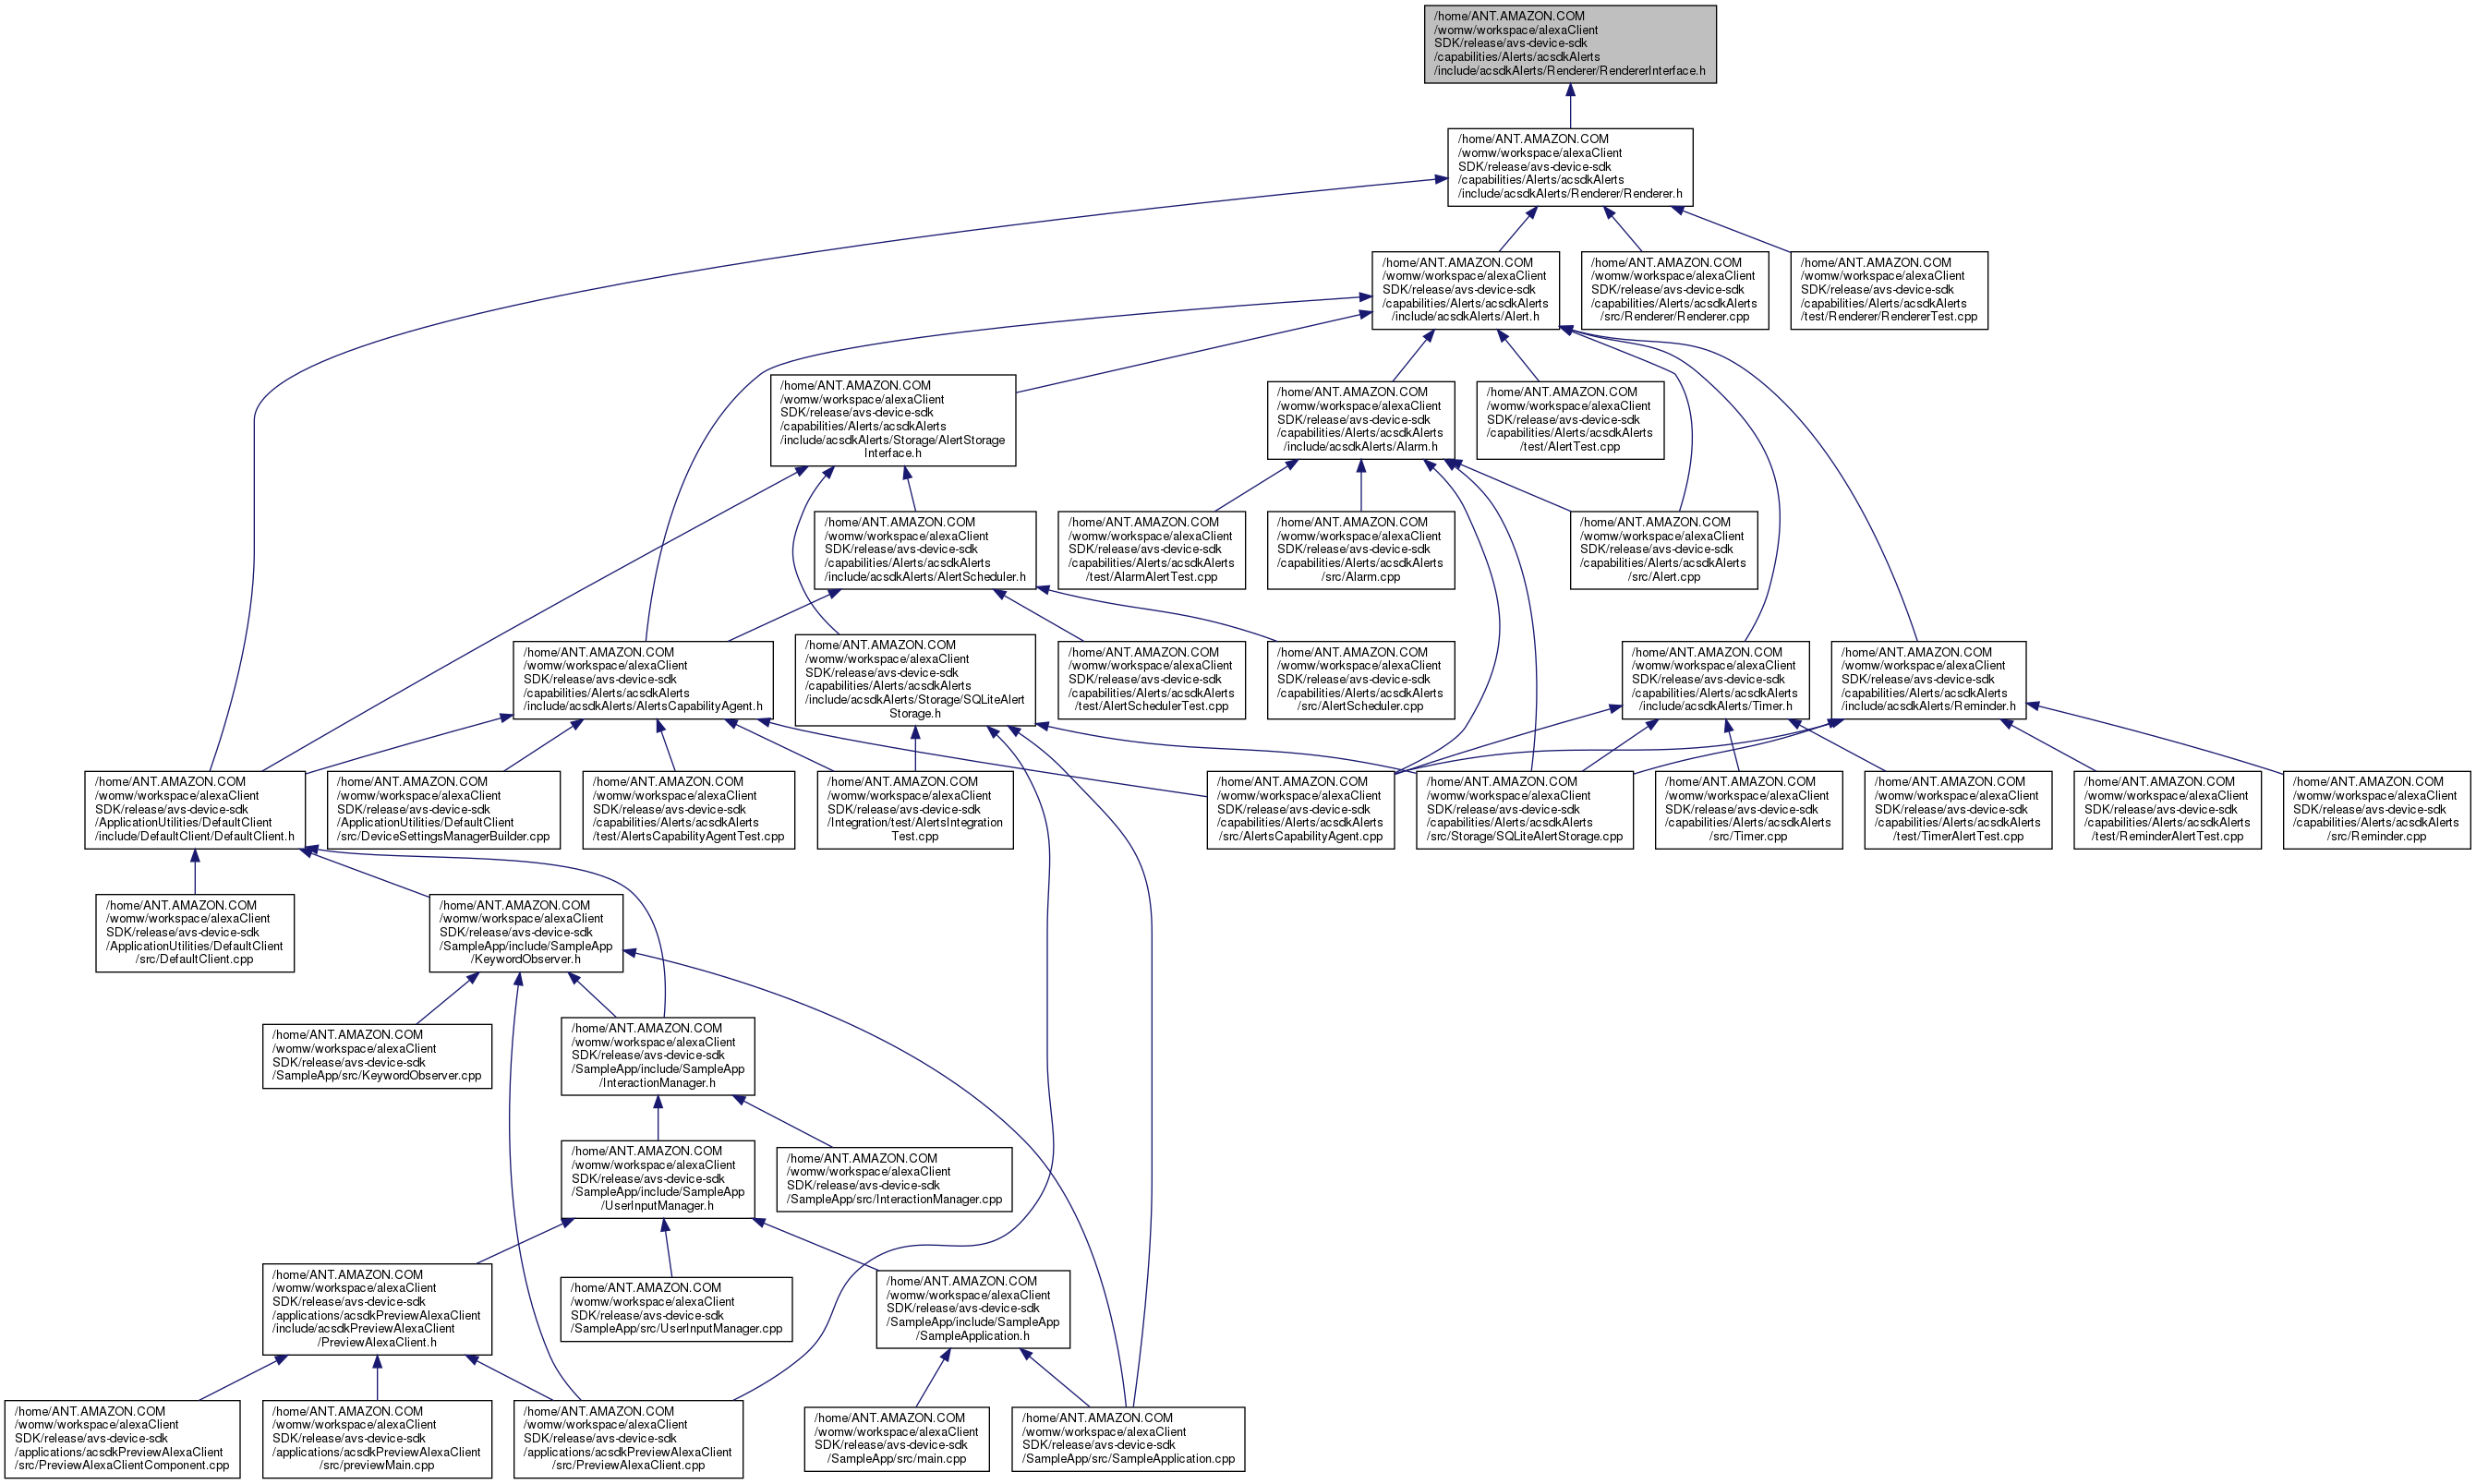 /home/ANT.AMAZON.COM
/womw/workspace/alexaClient
SDK/release/avs-device-sdk
/capabilities/Alerts/acsdkAlerts
/include/acsdkAlerts/Renderer/RendererInterface.h
/home/ANT.AMAZON.COM
/womw/workspace/alexaClient
SDK/release/avs-device-sdk
/capabilities/Alerts/acsdkAlerts
/include/acsdkAlerts/Renderer/Renderer.h
/home/ANT.AMAZON.COM
/womw/workspace/alexaClient
SDK/release/avs-device-sdk
/capabilities/Alerts/acsdkAlerts
/include/acsdkAlerts/Alert.h
/home/ANT.AMAZON.COM
/womw/workspace/alexaClient
SDK/release/avs-device-sdk
/capabilities/Alerts/acsdkAlerts
/src/Renderer/Renderer.cpp
/home/ANT.AMAZON.COM
/womw/workspace/alexaClient
SDK/release/avs-device-sdk
/capabilities/Alerts/acsdkAlerts
/test/Renderer/RendererTest.cpp
/home/ANT.AMAZON.COM
/womw/workspace/alexaClient
SDK/release/avs-device-sdk
/capabilities/Alerts/acsdkAlerts
/include/acsdkAlerts/Storage/AlertStorage
Interface.h
/home/ANT.AMAZON.COM
/womw/workspace/alexaClient
SDK/release/avs-device-sdk
/capabilities/Alerts/acsdkAlerts
/include/acsdkAlerts/Alarm.h
/home/ANT.AMAZON.COM
/womw/workspace/alexaClient
SDK/release/avs-device-sdk
/capabilities/Alerts/acsdkAlerts
/test/AlertTest.cpp
/home/ANT.AMAZON.COM
/womw/workspace/alexaClient
SDK/release/avs-device-sdk
/capabilities/Alerts/acsdkAlerts
/include/acsdkAlerts/AlertScheduler.h
/home/ANT.AMAZON.COM
/womw/workspace/alexaClient
SDK/release/avs-device-sdk
/capabilities/Alerts/acsdkAlerts
/test/AlarmAlertTest.cpp
/home/ANT.AMAZON.COM
/womw/workspace/alexaClient
SDK/release/avs-device-sdk
/capabilities/Alerts/acsdkAlerts
/src/Alarm.cpp
/home/ANT.AMAZON.COM
/womw/workspace/alexaClient
SDK/release/avs-device-sdk
/capabilities/Alerts/acsdkAlerts
/src/Alert.cpp
/home/ANT.AMAZON.COM
/womw/workspace/alexaClient
SDK/release/avs-device-sdk
/capabilities/Alerts/acsdkAlerts
/include/acsdkAlerts/AlertsCapabilityAgent.h
/home/ANT.AMAZON.COM
/womw/workspace/alexaClient
SDK/release/avs-device-sdk
/capabilities/Alerts/acsdkAlerts
/include/acsdkAlerts/Storage/SQLiteAlert
Storage.h
/home/ANT.AMAZON.COM
/womw/workspace/alexaClient
SDK/release/avs-device-sdk
/capabilities/Alerts/acsdkAlerts
/test/AlertSchedulerTest.cpp
/home/ANT.AMAZON.COM
/womw/workspace/alexaClient
SDK/release/avs-device-sdk
/capabilities/Alerts/acsdkAlerts
/src/AlertScheduler.cpp
/home/ANT.AMAZON.COM
/womw/workspace/alexaClient
SDK/release/avs-device-sdk
/capabilities/Alerts/acsdkAlerts
/include/acsdkAlerts/Timer.h
/home/ANT.AMAZON.COM
/womw/workspace/alexaClient
SDK/release/avs-device-sdk
/capabilities/Alerts/acsdkAlerts
/include/acsdkAlerts/Reminder.h
/home/ANT.AMAZON.COM
/womw/workspace/alexaClient
SDK/release/avs-device-sdk
/ApplicationUtilities/DefaultClient
/include/DefaultClient/DefaultClient.h
/home/ANT.AMAZON.COM
/womw/workspace/alexaClient
SDK/release/avs-device-sdk
/ApplicationUtilities/DefaultClient
/src/DeviceSettingsManagerBuilder.cpp
/home/ANT.AMAZON.COM
/womw/workspace/alexaClient
SDK/release/avs-device-sdk
/capabilities/Alerts/acsdkAlerts
/test/AlertsCapabilityAgentTest.cpp
/home/ANT.AMAZON.COM
/womw/workspace/alexaClient
SDK/release/avs-device-sdk
/Integration/test/AlertsIntegration
Test.cpp
/home/ANT.AMAZON.COM
/womw/workspace/alexaClient
SDK/release/avs-device-sdk
/capabilities/Alerts/acsdkAlerts
/src/AlertsCapabilityAgent.cpp
/home/ANT.AMAZON.COM
/womw/workspace/alexaClient
SDK/release/avs-device-sdk
/capabilities/Alerts/acsdkAlerts
/src/Storage/SQLiteAlertStorage.cpp
/home/ANT.AMAZON.COM
/womw/workspace/alexaClient
SDK/release/avs-device-sdk
/capabilities/Alerts/acsdkAlerts
/src/Timer.cpp
/home/ANT.AMAZON.COM
/womw/workspace/alexaClient
SDK/release/avs-device-sdk
/capabilities/Alerts/acsdkAlerts
/test/TimerAlertTest.cpp
/home/ANT.AMAZON.COM
/womw/workspace/alexaClient
SDK/release/avs-device-sdk
/capabilities/Alerts/acsdkAlerts
/test/ReminderAlertTest.cpp
/home/ANT.AMAZON.COM
/womw/workspace/alexaClient
SDK/release/avs-device-sdk
/capabilities/Alerts/acsdkAlerts
/src/Reminder.cpp
/home/ANT.AMAZON.COM
/womw/workspace/alexaClient
SDK/release/avs-device-sdk
/ApplicationUtilities/DefaultClient
/src/DefaultClient.cpp
/home/ANT.AMAZON.COM
/womw/workspace/alexaClient
SDK/release/avs-device-sdk
/SampleApp/include/SampleApp
/KeywordObserver.h
/home/ANT.AMAZON.COM
/womw/workspace/alexaClient
SDK/release/avs-device-sdk
/SampleApp/src/KeywordObserver.cpp
/home/ANT.AMAZON.COM
/womw/workspace/alexaClient
SDK/release/avs-device-sdk
/SampleApp/include/SampleApp
/InteractionManager.h
/home/ANT.AMAZON.COM
/womw/workspace/alexaClient
SDK/release/avs-device-sdk
/SampleApp/include/SampleApp
/UserInputManager.h
/home/ANT.AMAZON.COM
/womw/workspace/alexaClient
SDK/release/avs-device-sdk
/SampleApp/src/InteractionManager.cpp
/home/ANT.AMAZON.COM
/womw/workspace/alexaClient
SDK/release/avs-device-sdk
/applications/acsdkPreviewAlexaClient
/include/acsdkPreviewAlexaClient
/PreviewAlexaClient.h
/home/ANT.AMAZON.COM
/womw/workspace/alexaClient
SDK/release/avs-device-sdk
/SampleApp/src/UserInputManager.cpp
/home/ANT.AMAZON.COM
/womw/workspace/alexaClient
SDK/release/avs-device-sdk
/SampleApp/include/SampleApp
/SampleApplication.h
/home/ANT.AMAZON.COM
/womw/workspace/alexaClient
SDK/release/avs-device-sdk
/applications/acsdkPreviewAlexaClient
/src/PreviewAlexaClientComponent.cpp
/home/ANT.AMAZON.COM
/womw/workspace/alexaClient
SDK/release/avs-device-sdk
/applications/acsdkPreviewAlexaClient
/src/previewMain.cpp
/home/ANT.AMAZON.COM
/womw/workspace/alexaClient
SDK/release/avs-device-sdk
/applications/acsdkPreviewAlexaClient
/src/PreviewAlexaClient.cpp
/home/ANT.AMAZON.COM
/womw/workspace/alexaClient
SDK/release/avs-device-sdk
/SampleApp/src/main.cpp
/home/ANT.AMAZON.COM
/womw/workspace/alexaClient
SDK/release/avs-device-sdk
/SampleApp/src/SampleApplication.cpp